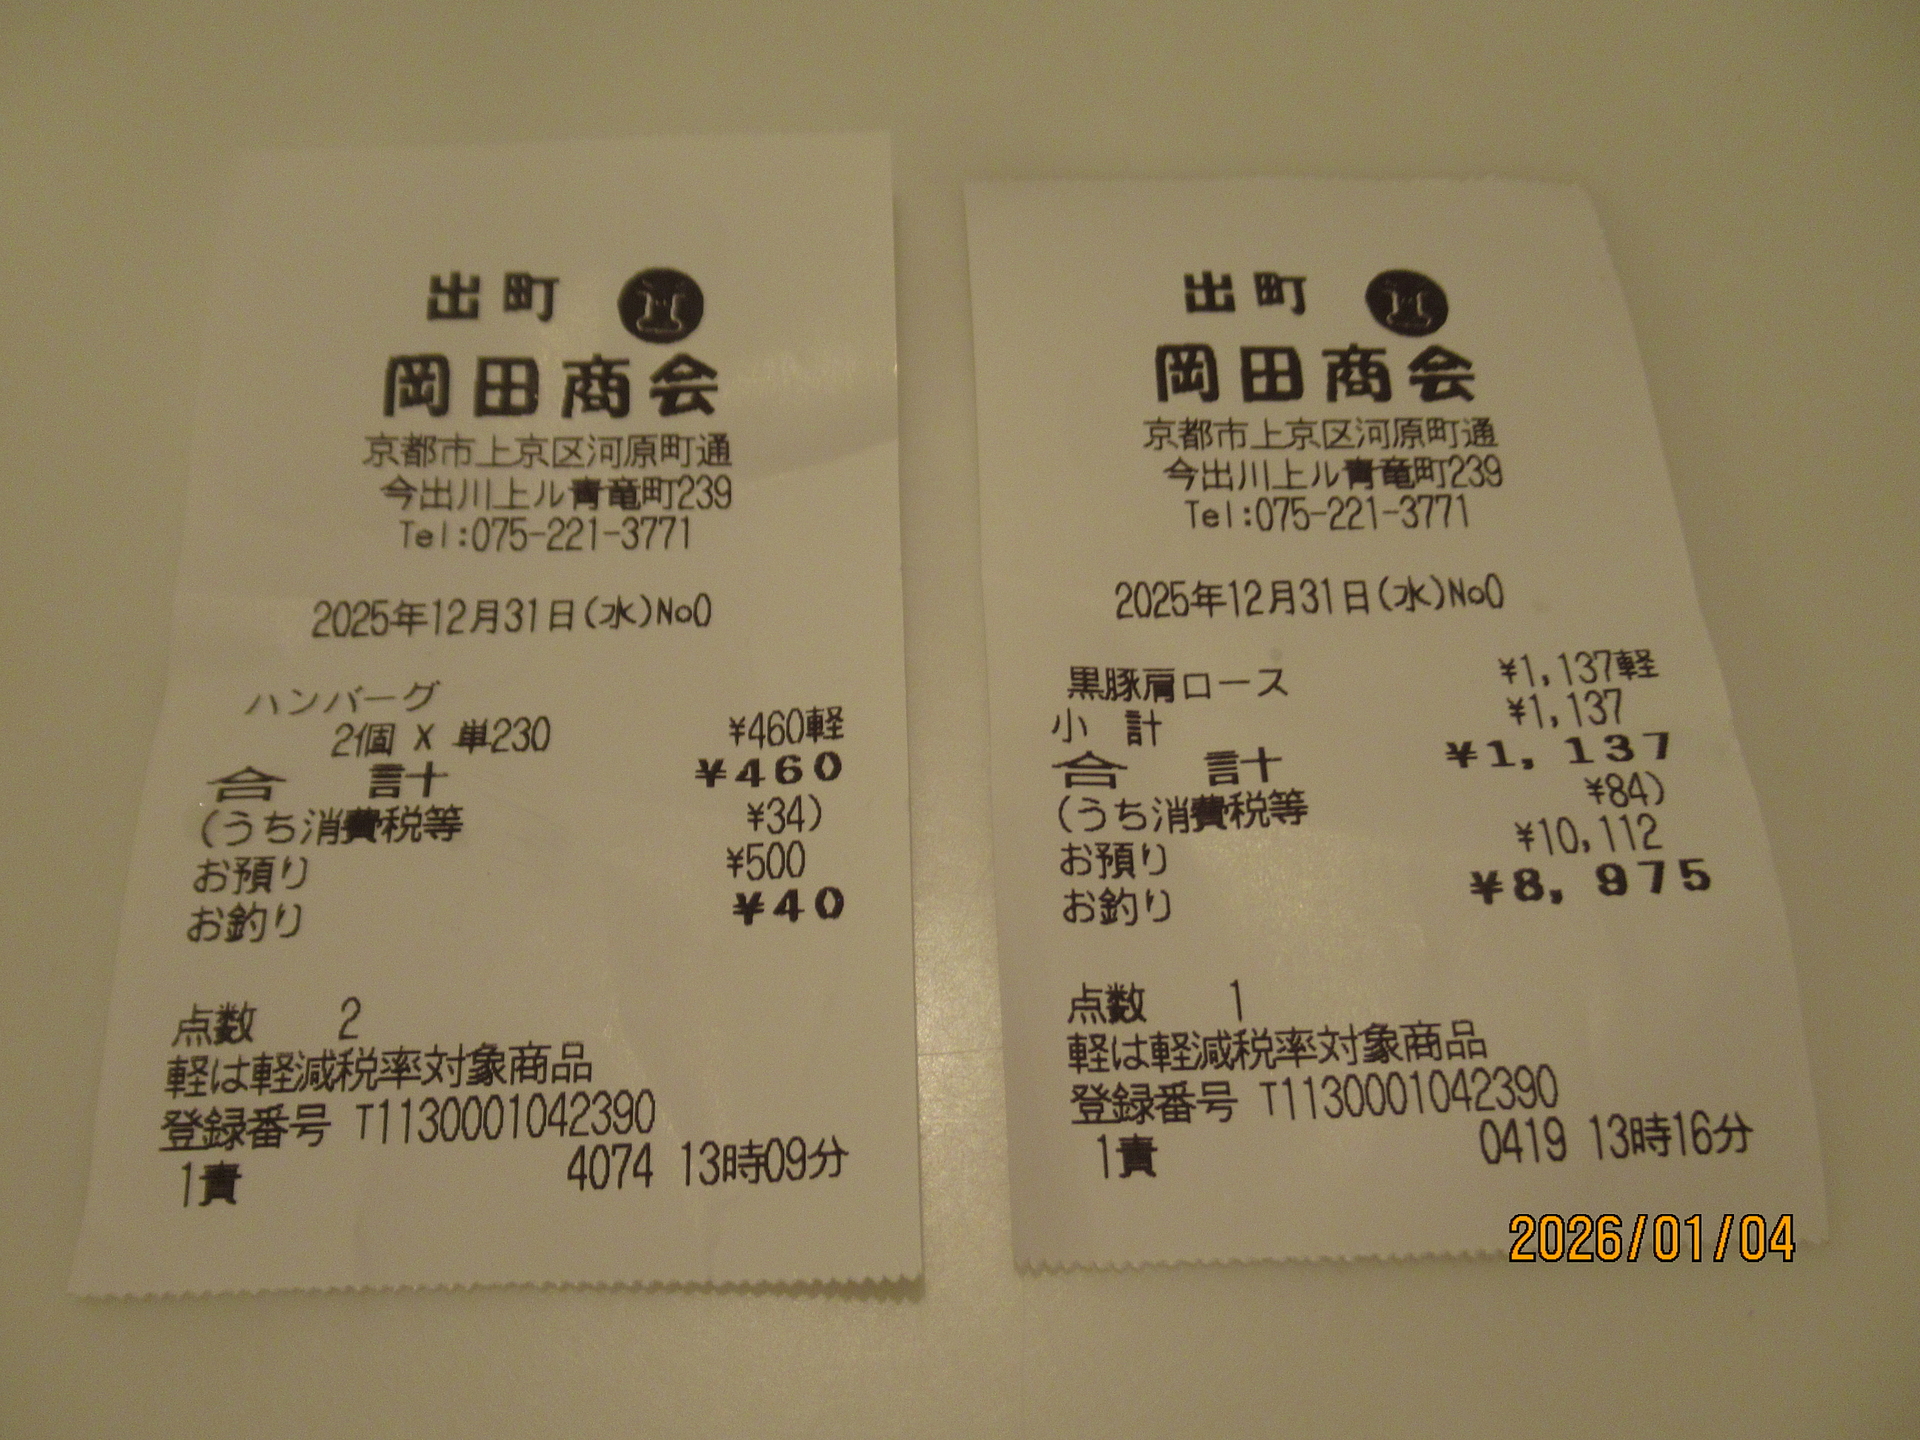 出町
岡田商会
京都市上京区河原町通
今出川上ル青竜町239
Tel:075-221-3771
2025年12月31日(水)No0
ハンバーグ
2個 X 単230 ¥460軽
合 計 ¥460
(うち消費税等 ¥34)
お預り ¥500
お釣り ¥40
点数 2
軽は軽減税率対象商品
登録番号 T1130001042390
1責 4074 13時09分
出町
岡田商会
京都市上京区河原町通
今出川上ル青竜町239
Tel:075-221-3771
2025年12月31日(水)No0
黒豚肩ロース ¥1,137軽
小 計 ¥1,137
合 計 ¥1,137
(うち消費税等 ¥84)
お預り ¥10,112
お釣り ¥8,975
点数 1
軽は軽減税率対象商品
登録番号 T1130001042390
1責 0419 13時16分
2026/01/04